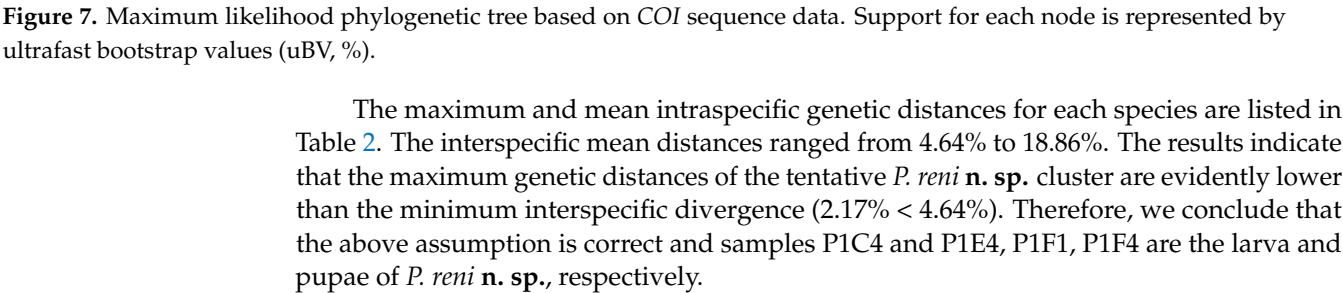 Figure 7. Maximum likelihood phylogenetic tree based on COI sequence data. Support for each node is represented by
ultrafast bootstrap values (uBV, %).
The maximum and mean intraspecific genetic distances for each species are listed in
Table 2. The interspecific mean distances ranged from 4.64% to 18.86%. The results indicate
that the maximum genetic distances of the tentative P. reni n. sp. cluster are evidently lower
than the minimum interspecific divergence (2.17% < 4.64%). Therefore, we conclude that
the above assumption is correct and samples P1C4 and P1E4, P1F1, P1F4 are the larva and
pupae of P. reni n. sp., respectively.